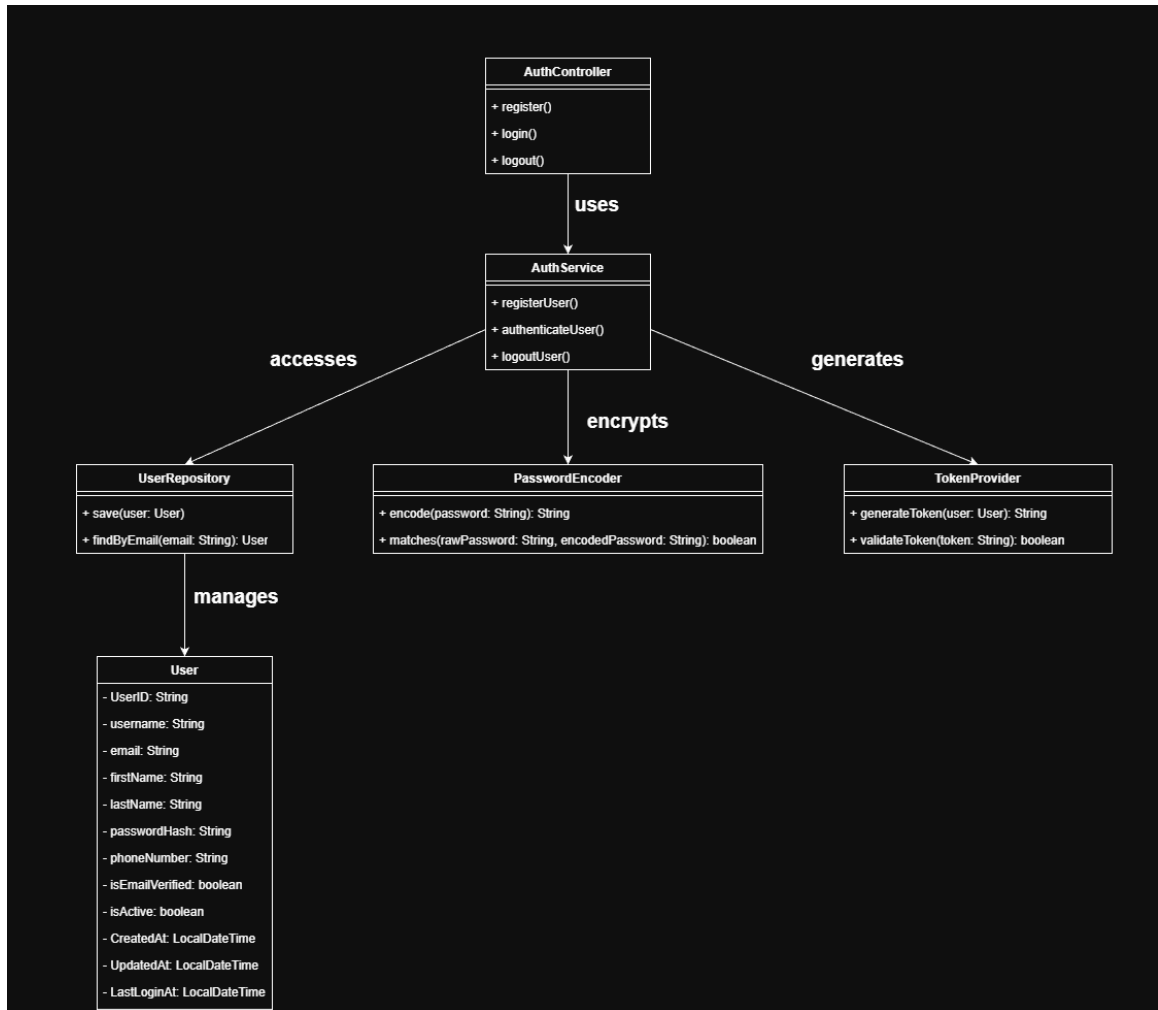 AuthController
+ register()
+ login()
+ logout()
uses
AuthService
+ registerUser()
+ authenticateUser()
+ logoutUser()
accesses
generates
encrypts
UserRepository
+ save(user: User)
+ findByEmail(email: String): User
PasswordEncoder
+ encode(password: String): String
+ matches(rawPassword: String, encodedPassword: String): boolean
TokenProvider
+ generateToken(user: User): String
+ validateToken(token: String): boolean
manages
User
- UserID: String
- username: String
- email: String
- firstName: String
- lastName: String
- passwordHash: String
- phoneNumber: String
- isEmailVerified: boolean
- isActive: boolean
- CreatedAt: LocalDateTime
- UpdatedAt: LocalDateTime
- LastLoginAt: LocalDateTime